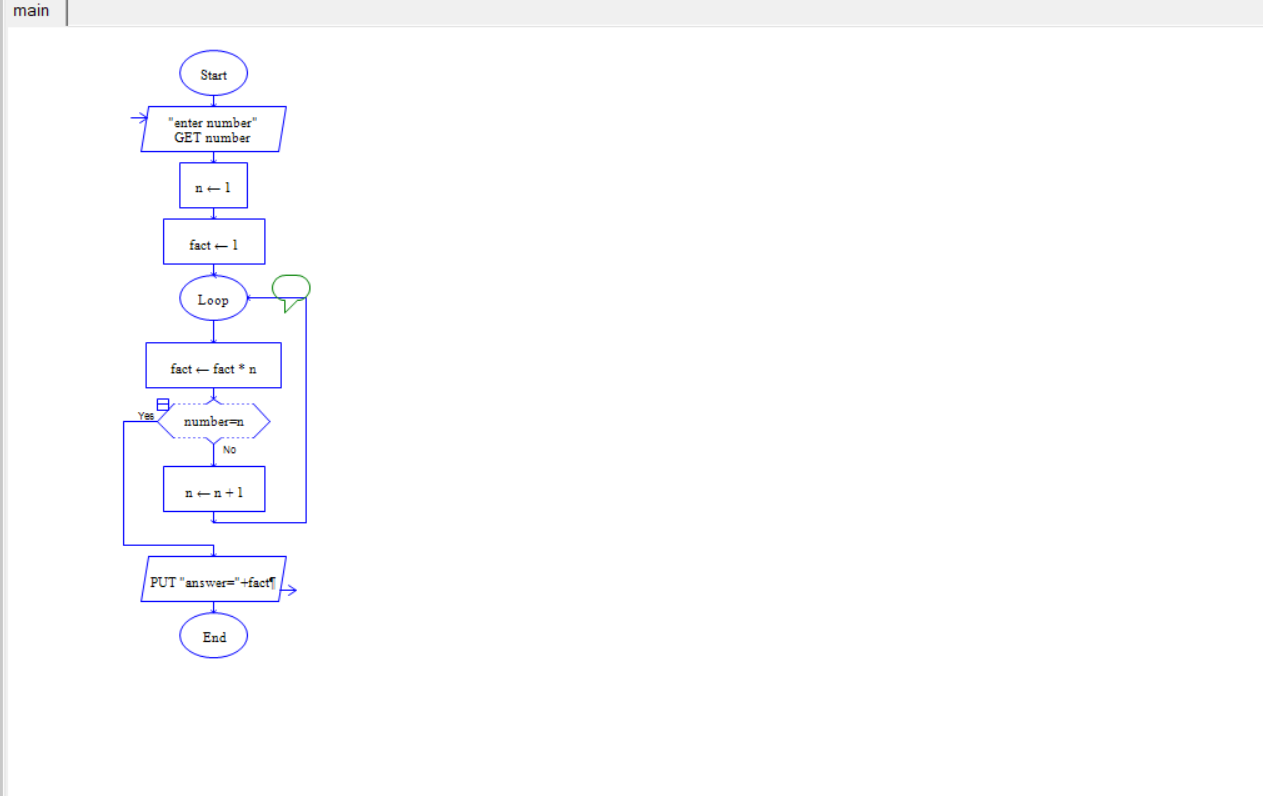 main
Start
"enter number"
GET number
n ← 1
fact ← 1
Loop
fact ← fact * n
Yes
number=n
No
n ← n + 1
PUT "answer="+fact¶
End